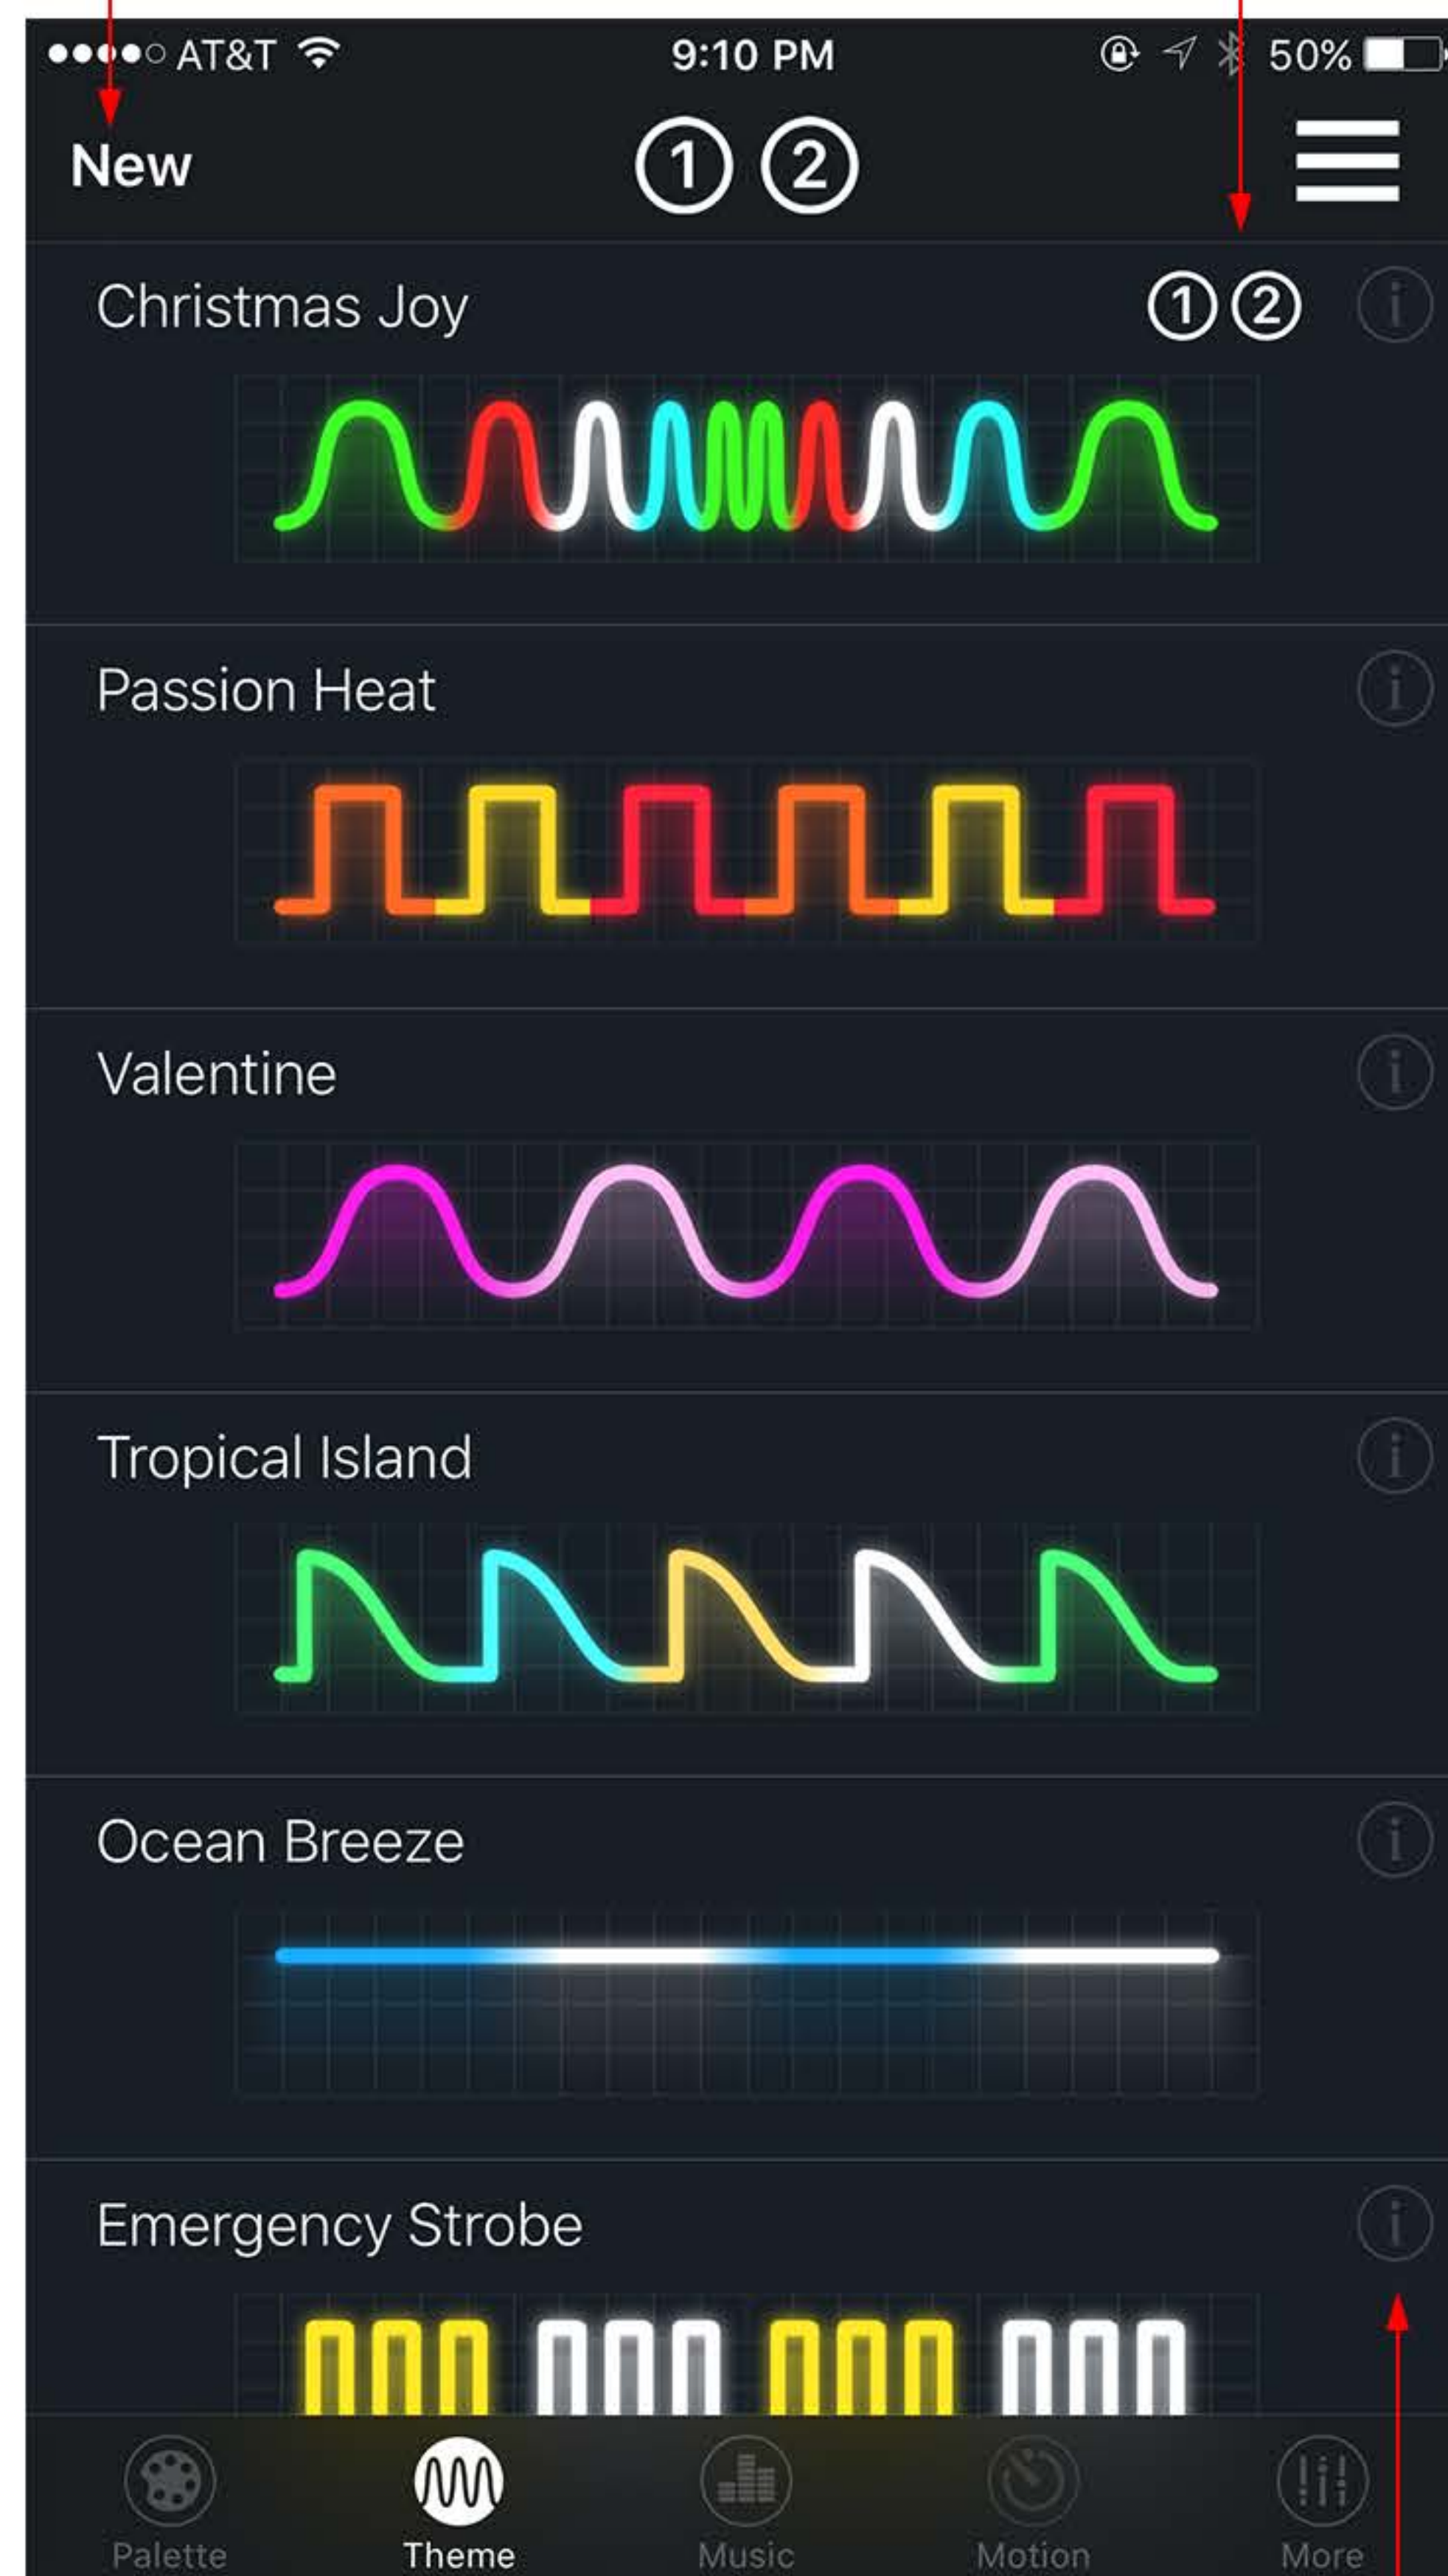 AT&T 9:10 PM 50%
New 1 2
Christmas Joy 1 2 i
Passion Heat i
Valentine i
Tropical Island i
Ocean Breeze i
Emergency Strobe i
Palette Theme Music Motion More